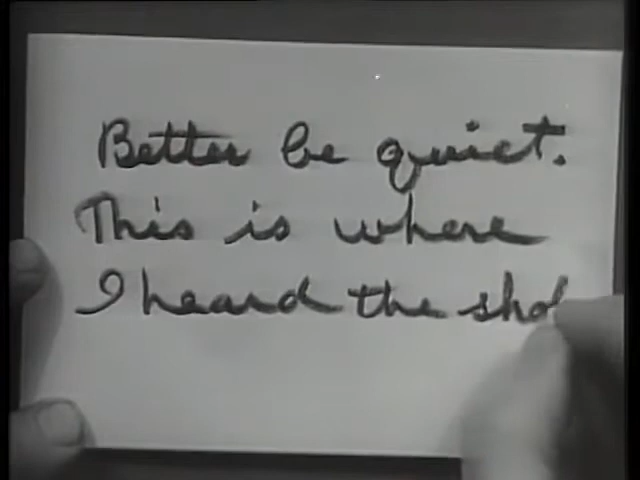 Better be quiet.
This is where
I heard the sho